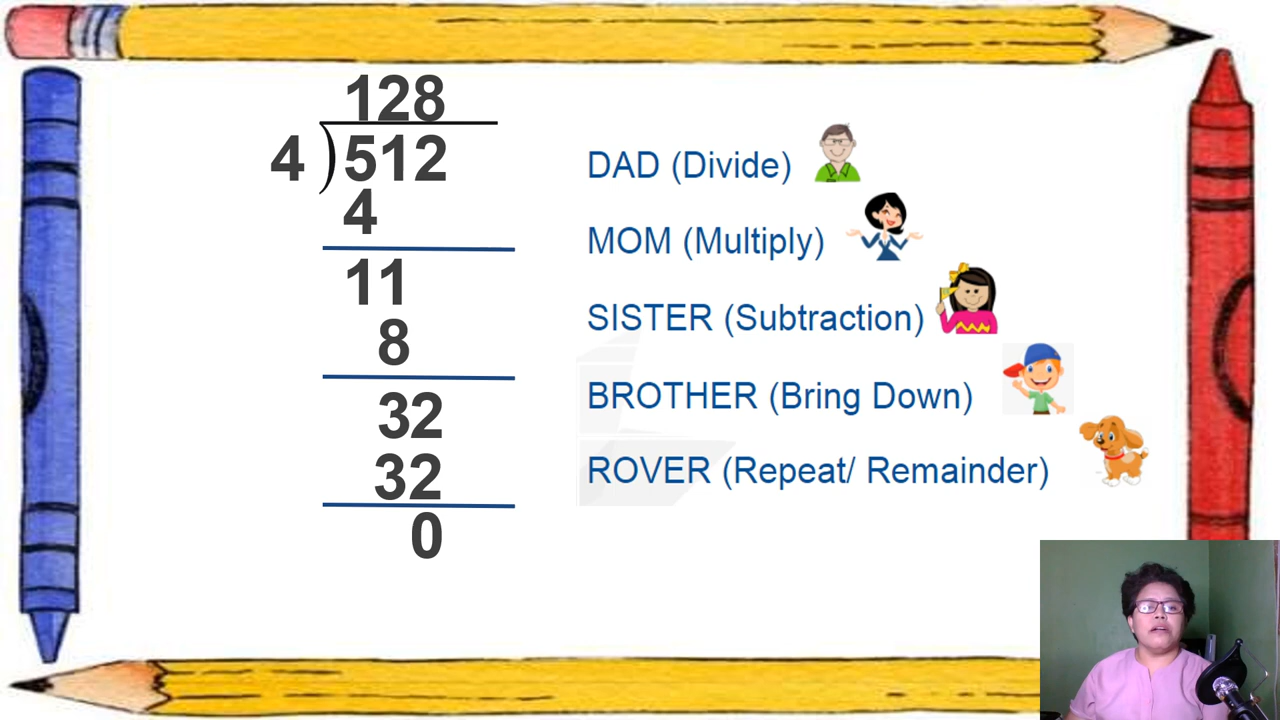 128
4 ) 512
4
11
8
32
32
0
DAD (Divide)
MOM (Multiply)
SISTER (Subtraction)
BROTHER (Bring Down)
ROVER (Repeat/ Remainder)